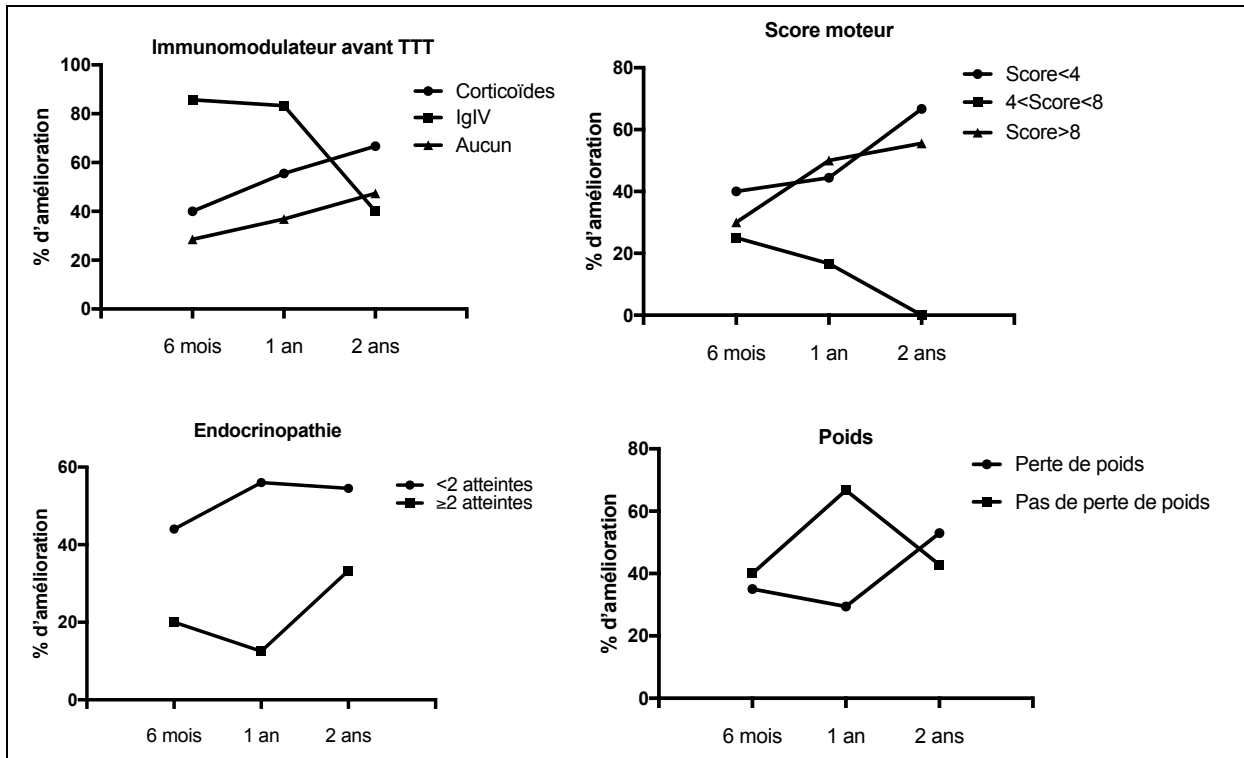 Immunomodulateur avant TTT
% d'amélioration
100
80
60
40
20
0
6 mois 1 an 2 ans
Corticoïdes
IgIV
Aucun
Score moteur
% d'amélioration
80
60
40
20
0
6 mois 1 an 2 ans
Score<4
4<Score<8
Score>8
Endocrinopathie
% d'amélioration
60
40
20
0
6 mois 1 an 2 ans
<2 atteintes
≥2 atteintes
Poids
% d'amélioration
80
60
40
20
0
6 mois 1 an 2 ans
Perte de poids
Pas de perte de poids